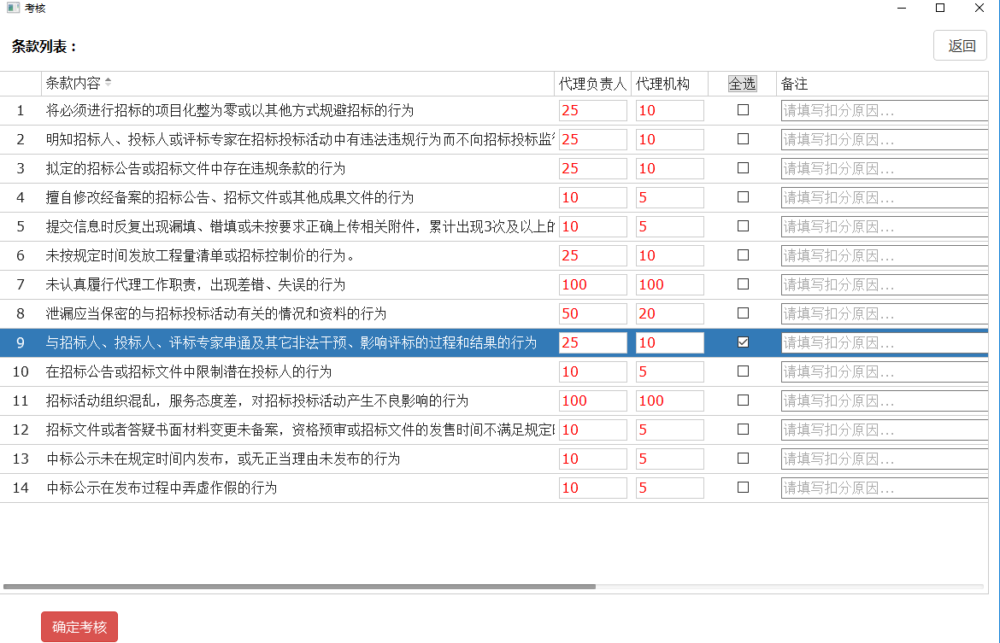 考核
条款列表：
返回
条款内容 代理负责人 代理机构 全选 备注
1 将必须进行招标的项目化整为零或以其他方式规避招标的行为 25 10 请填写扣分原因...
2 明知招标人、投标人或评标专家在招标投标活动中有违法违规行为而不向招标投标监 25 10 请填写扣分原因...
3 拟定的招标公告或招标文件中存在违规条款的行为 25 10 请填写扣分原因...
4 擅自修改经备案的招标公告、招标文件或其他成果文件的行为 10 5 请填写扣分原因...
5 提交信息时反复出现漏填、错填或未按要求正确上传相关附件，累计出现3次及以上的 10 5 请填写扣分原因...
6 未按规定时间发放工程量清单或招标控制价的行为。 25 10 请填写扣分原因...
7 未认真履行代理工作职责，出现差错、失误的行为 100 100 请填写扣分原因...
8 泄漏应当保密的与招标投标活动有关的情况和资料的行为 50 20 请填写扣分原因...
9 与招标人、投标人、评标专家串通及其它非法干预、影响评标的过程和结果的行为 25 10 请填写扣分原因...
10 在招标公告或招标文件中限制潜在投标人的行为 10 5 请填写扣分原因...
11 招标活动组织混乱，服务态度差，对招标投标活动产生不良影响的行为 100 100 请填写扣分原因...
12 招标文件或者答疑书面材料变更未备案，资格预审或招标文件的发售时间不满足规定 10 5 请填写扣分原因...
13 中标公示未在规定时间内发布，或无正当理由未发布的行为 10 5 请填写扣分原因...
14 中标公示在发布过程中弄虚作假的行为 10 5 请填写扣分原因...
确定考核